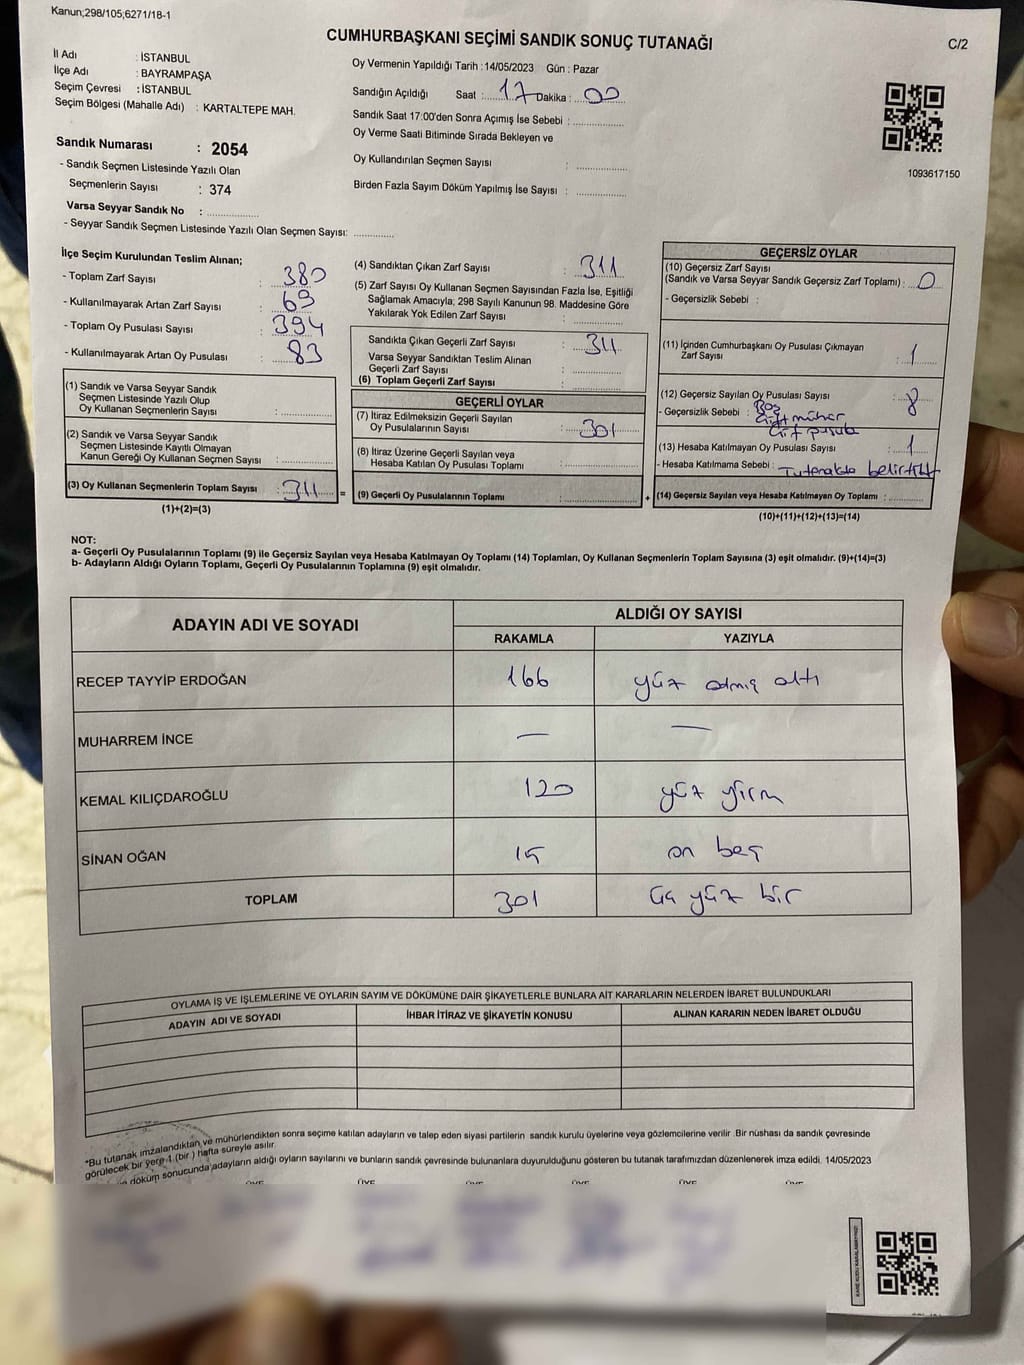 Kanun;298/105;6271/18-1
CUMHURBAŞKANI SEÇİMİ SANDIK SONUÇ TUTANAĞI
C/2
İl Adı : İSTANBUL
İlçe Adı : BAYRAMPAŞA
Seçim Çevresi : İSTANBUL
Seçim Bölgesi (Mahalle Adı) : KARTALTEPE MAH.
Sandık Numarası : 2054
- Sandık Seçmen Listesinde Yazılı Olan
Seçmenlerin Sayısı : 374
Varsa Seyyar Sandık No :
- Seyyar Sandık Seçmen Listesinde Yazılı Olan Seçmen Sayısı:
Oy Vermenin Yapıldığı Tarih :14/05/2023 Gün : Pazar
Sandığın Açıldığı Saat : 17 Dakika : 00
Sandık Saat 17:00'den Sonra Açımış İse Sebebi :
Oy Verme Saati Bitiminde Sırada Bekleyen ve
Oy Kullandırılan Seçmen Sayısı :
Birden Fazla Sayım Döküm Yapılmış İse Sayısı :
1093617150
İlçe Seçim Kurulundan Teslim Alınan;
- Toplam Zarf Sayısı : 380
- Kullanılmayarak Artan Zarf Sayısı : 69
- Toplam Oy Pusulası Sayısı : 394
- Kullanılmayarak Artan Oy Pusulası : 83
(1) Sandık ve Varsa Seyyar Sandık
Seçmen Listesinde Yazılı Olup
Oy Kullanan Seçmenlerin Sayısı :
(2) Sandık ve Varsa Seyyar Sandık
Seçmen Listesinde Kayıtlı Olmayan
Kanun Gereği Oy Kullanan Seçmen Sayısı :
(3) Oy Kullanan Seçmenlerin Toplam Sayısı : 311 =
(1)+(2)=(3)
(4) Sandıktan Çıkan Zarf Sayısı : 311
(5) Zarf Sayısı Oy Kullanan Seçmen Sayısından Fazla İse, Eşitliği
Sağlamak Amacıyla; 298 Sayılı Kanunun 98. Maddesine Göre
Yakılarak Yok Edilen Zarf Sayısı :
Sandıkta Çıkan Geçerli Zarf Sayısı : 311
Varsa Seyyar Sandıktan Teslim Alınan
Geçerli Zarf Sayısı :
(6) Toplam Geçerli Zarf Sayısı :
GEÇERLİ OYLAR
(7) İtiraz Edilmeksizin Geçerli Sayılan
Oy Pusulalarının Sayısı : 301
(8) İtiraz Üzerine Geçerli Sayılan veya
Hesaba Katılan Oy Pusulası Toplamı :
(9) Geçerli Oy Pusulalarının Toplamı : +
GEÇERSİZ OYLAR
(10) Geçersiz Zarf Sayısı
(Sandık ve Varsa Seyyar Sandık Geçersiz Zarf Toplamı) : 0
- Geçersizlik Sebebi :
(11) İçinden Cumhurbaşkanı Oy Pusulası Çıkmayan
Zarf Sayısı : 1
(12) Geçersiz Sayılan Oy Pusulası Sayısı : 8
- Geçersizlik Sebebi : Boş
Çift mühür
Çift pusula
(13) Hesaba Katılmayan Oy Pusulası Sayısı : 1
- Hesaba Katılmama Sebebi : Tutanakta belirtildi
(14) Geçersiz Sayılan veya Hesaba Katılmayan Oy Toplamı :
(10)+(11)+(12)+(13)=(14)
NOT:
a- Geçerli Oy Pusulalarının Toplamı (9) ile Geçersiz Sayılan veya Hesaba Katılmayan Oy Toplamı (14) Toplamları, Oy Kullanan Seçmenlerin Toplam Sayısına (3) eşit olmalıdır. (9)+(14)=(3)
b- Adayların Aldığı Oyların Toplamı, Geçerli Oy Pusulalarının Toplamına (9) eşit olmalıdır.
ADAYIN ADI VE SOYADI
ALDIĞI OY SAYISI
RAKAMLA YAZIYLA
RECEP TAYYİP ERDOĞAN 166 yüz atmış altı
MUHARREM İNCE — —
KEMAL KILIÇDAROĞLU 120 yüz yirm
SİNAN OĞAN 15 on beş
TOPLAM 301 üç yüz bir
OYLAMA İŞ VE İŞLEMLERİNE VE OYLARIN SAYIM VE DÖKÜMÜNE DAİR ŞİKAYETLERLE BUNLARA AİT KARARLARIN NELERDEN İBARET BULUNDUKLARI
ADAYIN ADI VE SOYADI İHBAR İTİRAZ VE ŞİKAYETİN KONUSU ALINAN KARARIN NEDEN İBARET OLDUĞU
*Bu tutanak imzalandıktan ve mühürlendikten sonra seçime katılan adayların ve talep eden siyasi partilerin sandık kurulu üyelerine veya gözlemcilerine verilir .Bir nüshası da sandık çevresinde
görülecek bir yere 1 (bir ) hafta süreyle asılır.
döküm sonucunda adayların aldığı oyların sayılarını ve bunların sandık çevresinde bulunanlara duyurulduğunu gösteren bu tutanak tarafımızdan düzenlenerek imza edildi. 14/05/2023